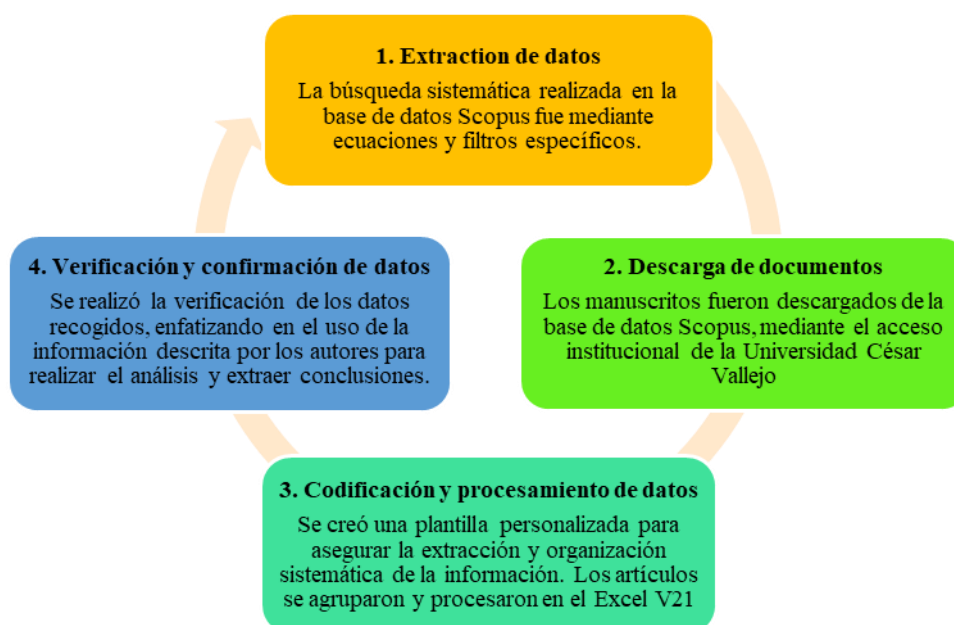 1. Extraction de datos
La búsqueda sistemática realizada en la
base de datos Scopus fue mediante
ecuaciones y filtros específicos.
2. Descarga de documentos
Los manuscritos fueron descargados de la
base de datos Scopus, mediante el acceso
institucional de la Universidad César
Vallejo
3. Codificación y procesamiento de datos
Se creó una plantilla personalizada para
asegurar la extracción y organización
sistemática de la información. Los artículos
se agruparon y procesaron en el Excel V21
4. Verificación y confirmación de datos
Se realizó la verificación de los datos
recogidos, enfatizando en el uso de la
información descrita por los autores para
realizar el análisis y extraer conclusiones.